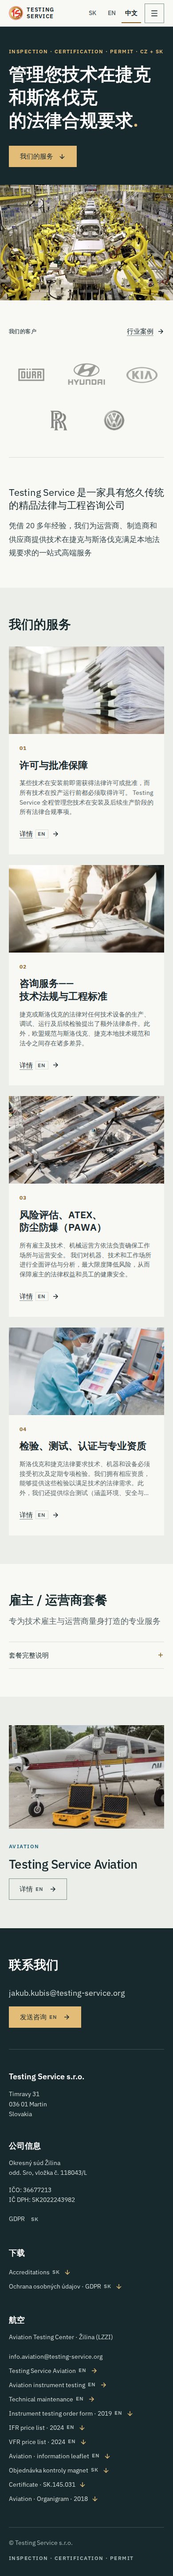 TESTING
SERVICE
SK EN 中文
INSPECTION · CERTIFICATION · PERMIT · CZ + SK
管理您技术在捷克
和斯洛伐克
的法律合规要求.
我们的服务
我们的客户
行业案例
DÜRR
HYUNDAI
KIA
Testing Service 是一家具有悠久传统
的精品法律与工程咨询公司
凭借 20 多年经验，我们为运营商、制造商和
供应商提供技术在捷克与斯洛伐克满足本地法
规要求的一站式高端服务
我们的服务
01
许可与批准保障
某些技术在安装前即需获得法律许可或批准，而
所有技术在投产运行前都必须取得许可。 Testing
Service 全程管理您技术在安装及后续生产阶段的
所有法律合规事项。
详情 EN
02
咨询服务——
技术法规与工程标准
捷克或斯洛伐克的法律对任何技术设备的生产、
调试、运行及后续检验提出了额外法律条件。此
外，欧盟规范与斯洛伐克、捷克本地技术规范和
法令之间存在诸多差异。
详情 EN
03
风险评估、ATEX、
防尘防爆（PAWA）
所有雇主及技术、机械运营方依法负责确保工作
场所与运营安全。 我们对机器、技术和工作场所
进行全面评估与分析，最大限度降低风险，从而
保障雇主的法律权益和员工的健康安全。
详情 EN
04
检验、测试、认证与专业资质
斯洛伐克和捷克法律要求技术、机器和设备必须
接受初次及定期专项检验。我们拥有相应资质，
能够提供这些检验以满足技术的法律需求。此
外，我们还提供综合测试（涵盖环境、安全与...
详情 EN
雇主 / 运营商套餐
专为技术雇主与运营商量身打造的专业服务
套餐完整说明 +
AVIATION
Testing Service Aviation
详情 EN
联系我们
jakub.kubis@testing-service.org
发送咨询 EN
Testing Service s.r.o.
Timravy 31
036 01 Martin
Slovakia
公司信息
Okresný súd Žilina
odd. Sro, vložka č. 118043/L
IČO: 36677213
IČ DPH: SK2022243982
GDPR SK
下载
Accreditations SK
Ochrana osobných údajov · GDPR SK
航空
Aviation Testing Center · Žilina (LZZI)
info.aviation@testing-service.org
Testing Service Aviation EN
Aviation instrument testing EN
Technical maintenance EN
Instrument testing order form · 2019 EN
IFR price list · 2024 EN
VFR price list · 2024 EN
Aviation · information leaflet EN
Objednávka kontroly magnet SK
Certificate · SK.145.031
Aviation · Organigram · 2018
© Testing Service s.r.o.
INSPECTION · CERTIFICATION · PERMIT